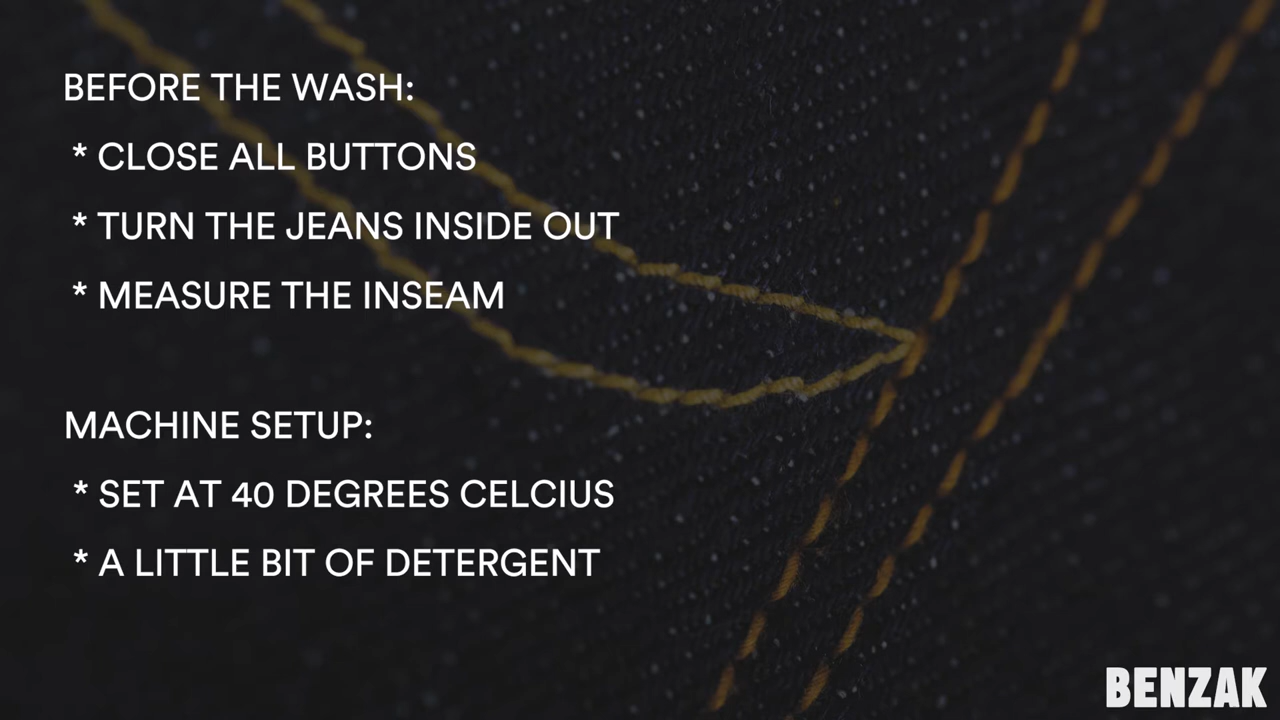 BEFORE THE WASH:
* CLOSE ALL BUTTONS
* TURN THE JEANS INSIDE OUT
* MEASURE THE INSEAM
MACHINE SETUP:
* SET AT 40 DEGREES CELCIUS
* A LITTLE BIT OF DETERGENT
BENZAK